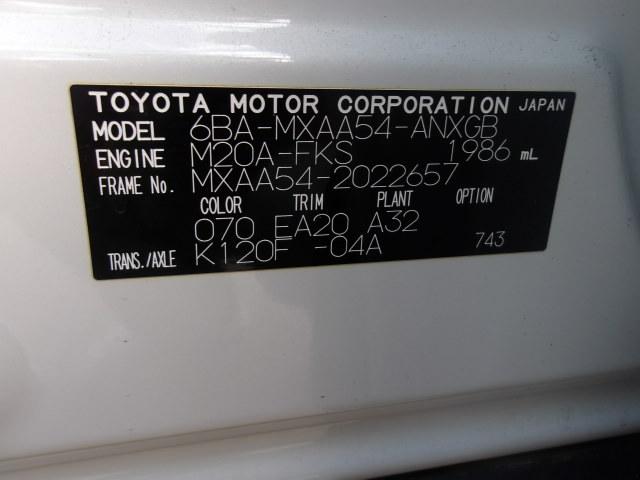 TOYOTA MOTOR CORPORATION JAPAN
MODEL 6BA-MXAA54-ANXGB
ENGINE M20A-FKS 1986 mL
FRAME No. MXAA54-2022657
COLOR TRIM PLANT OPTION
070 EA20 A32
TRANS./AXLE K120F -04A 743